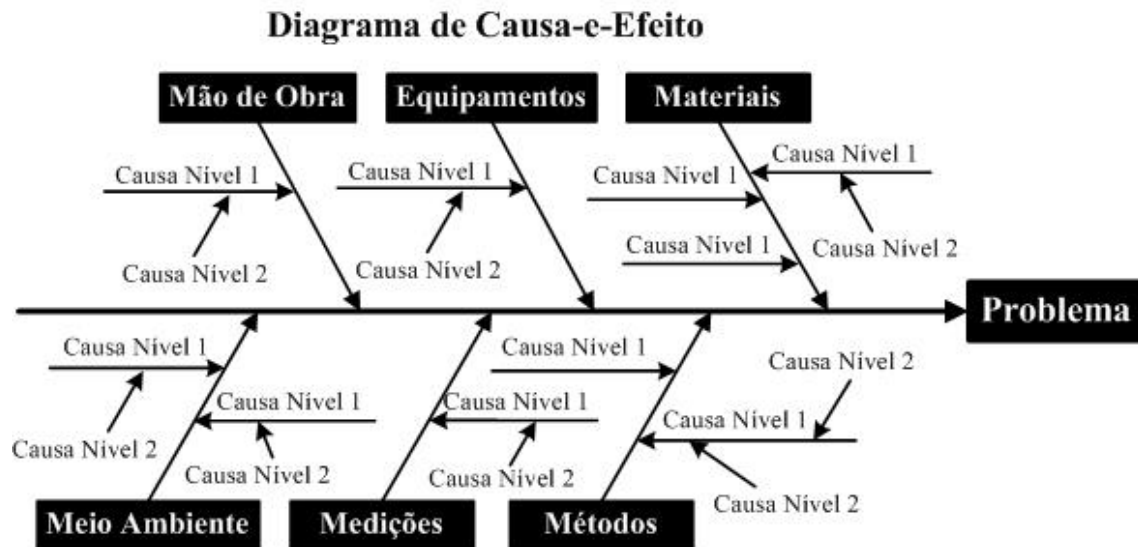 Diagrama de Causa-e-Efeito
Mão de Obra
Equipamentos
Materiais
Causa Nível 1
Causa Nível 2
Causa Nível 1
Causa Nível 2
Causa Nível 1
Causa Nível 1
Causa Nível 2
Causa Nível 1
Problema
Causa Nível 1
Causa Nível 2
Causa Nível 1
Causa Nível 2
Causa Nível 1
Causa Nível 2
Causa Nível 1
Causa Nível 2
Causa Nível 1
Causa Nível 2
Meio Ambiente
Medições
Métodos